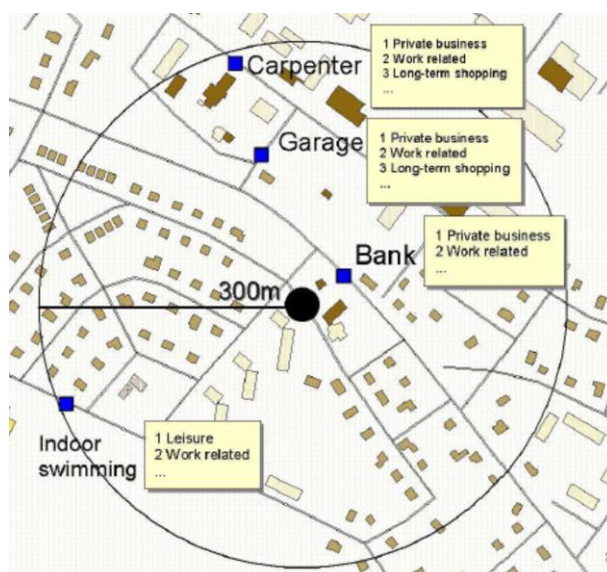 Carpenter
1 Private business
2 Work related
3 Long-term shopping
...
Garage
1 Private business
2 Work related
3 Long-term shopping
...
Bank
1 Private business
2 Work related
...
300m
Indoor
swimming
1 Leisure
2 Work related
...